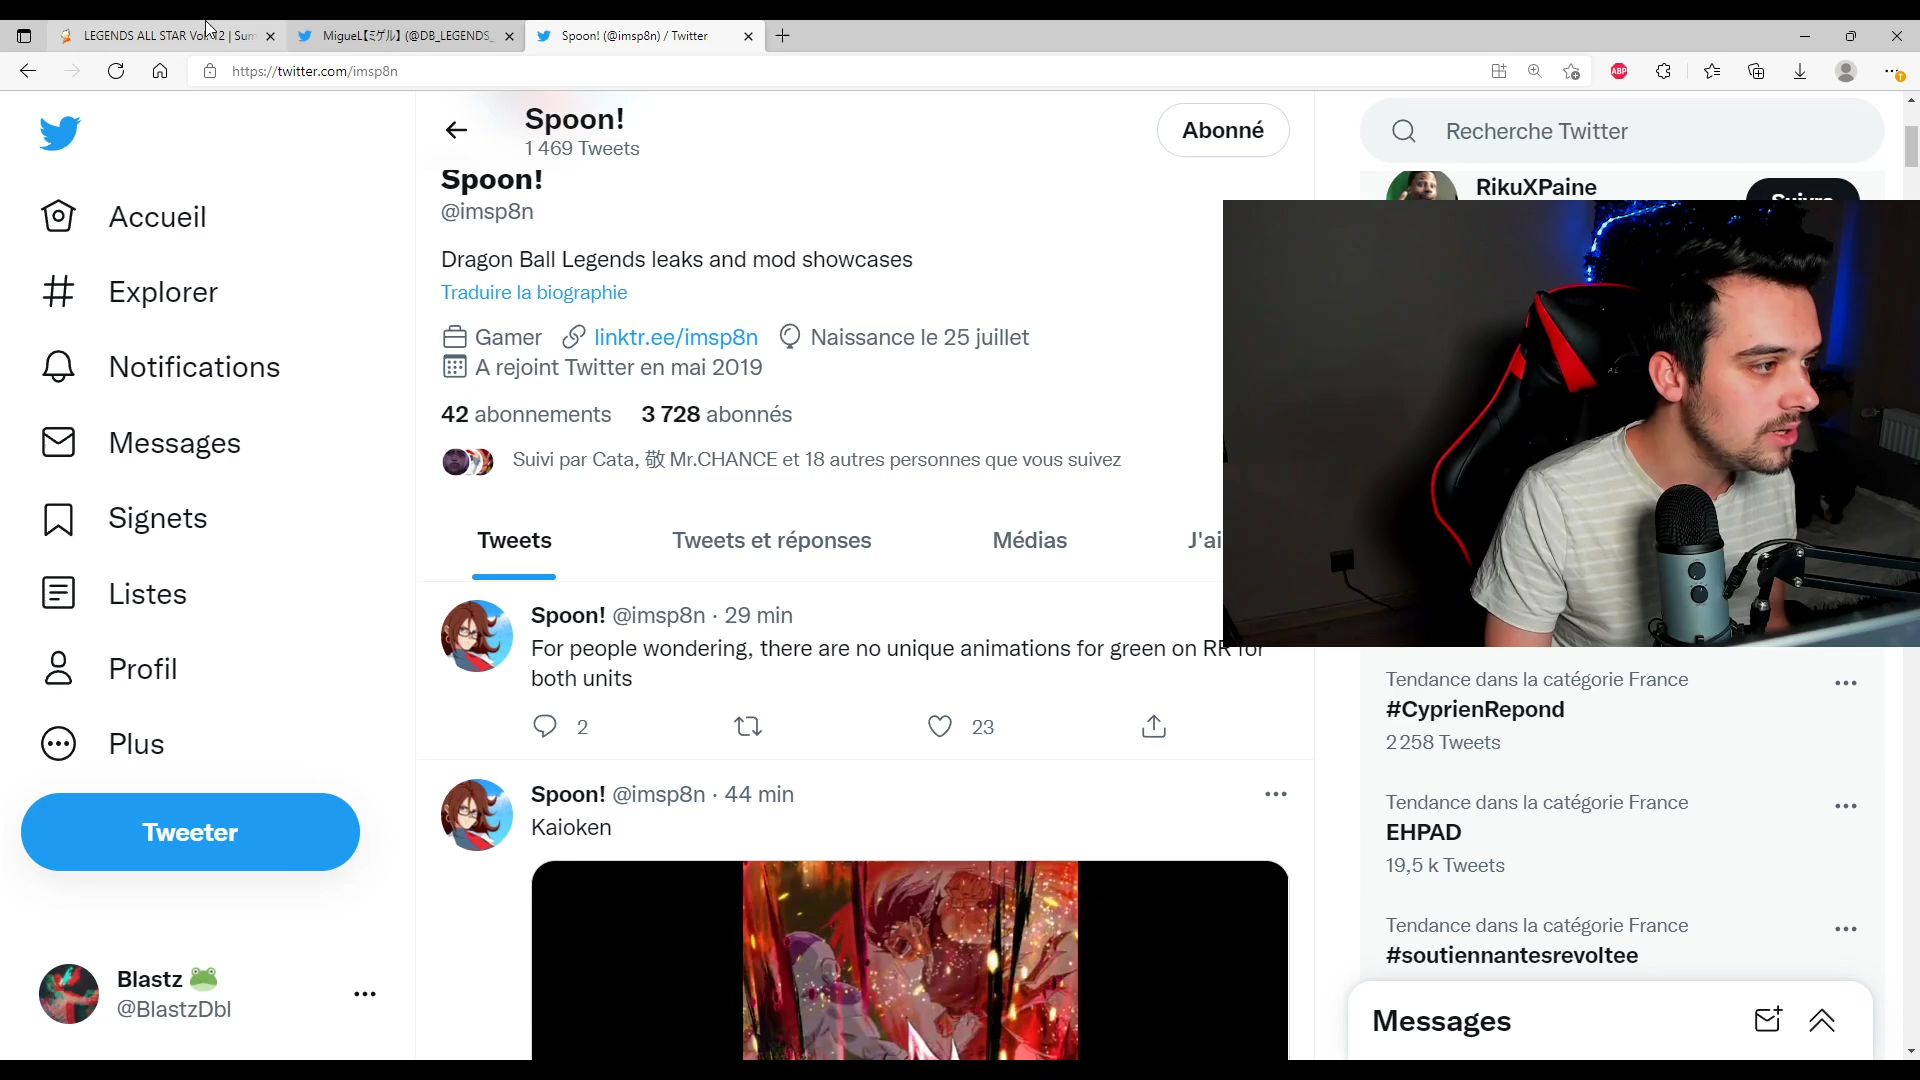 LEGENDS ALL STAR Vol. 12 | Sum
MigueL【ミゲル】 (@DB_LEGENDS_
Spoon! (@imsp8n) / Twitter
https://twitter.com/imsp8n
ABP
Spoon!
1 469 Tweets
Abonné
Recherche Twitter
Accueil
Explorer
Notifications
Messages
Signets
Listes
Profil
Plus
Tweeter
Blastz 🐸
@BlastzDbl
Spoon!
@imsp8n
Dragon Ball Legends leaks and mod showcases
Traduire la biographie
Gamer linktr.ee/imsp8n Naissance le 25 juillet
A rejoint Twitter en mai 2019
42 abonnements 3 728 abonnés
Suivi par Cata, 敬 Mr.CHANCE et 18 autres personnes que vous suivez
Tweets Tweets et réponses Médias J'ai
Spoon! @imsp8n · 29 min
For people wondering, there are no unique animations for green on RR for
both units
2 23
Spoon! @imsp8n · 44 min
Kaioken
RikuXPaine
Suivre
Tendance dans la catégorie France
#CyprienRepond
2 258 Tweets
Tendance dans la catégorie France
EHPAD
19,5 k Tweets
Tendance dans la catégorie France
#soutiennantesrevoltee
Messages